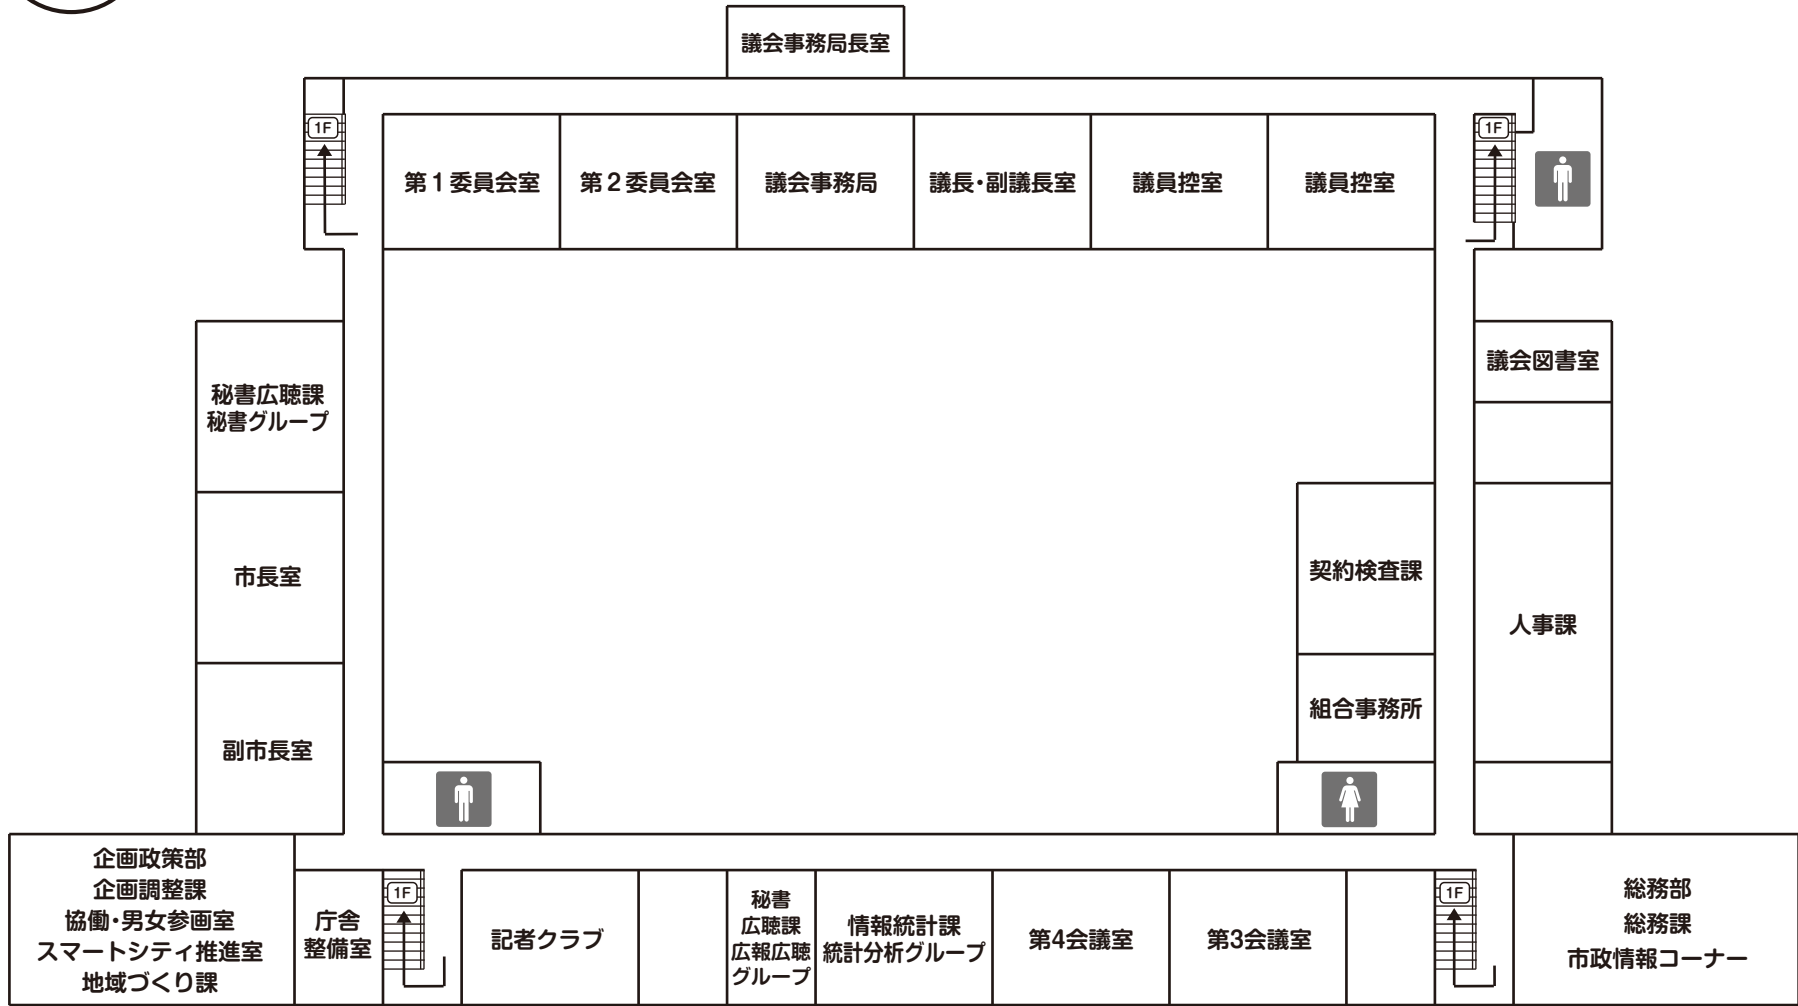 議会事務局長室
1F
1F
第1委員会室
第2委員会室
議会事務局
議長・副議長室
議員控室
議員控室
秘書広聴課
秘書グループ
議会図書室
市長室
契約検査課
人事課
組合事務所
副市長室
企画政策部
企画調整課
協働・男女参画室
スマートシティ推進室
地域づくり課
庁舎
整備室
1F
記者クラブ
秘書
広聴課
広報広聴
グループ
情報統計課
統計分析グループ
第4会議室
第3会議室
1F
総務部
総務課
市政情報コーナー